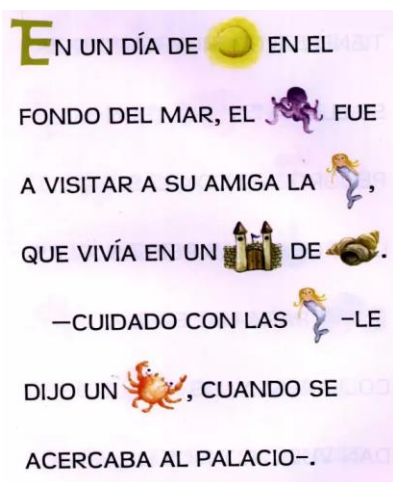 EN UN DÍA DE EN EL
FONDO DEL MAR, EL FUE
A VISITAR A SU AMIGA LA ,
QUE VIVÍA EN UN DE .
—CUIDADO CON LAS –LE
DIJO UN , CUANDO SE
ACERCABA AL PALACIO–.